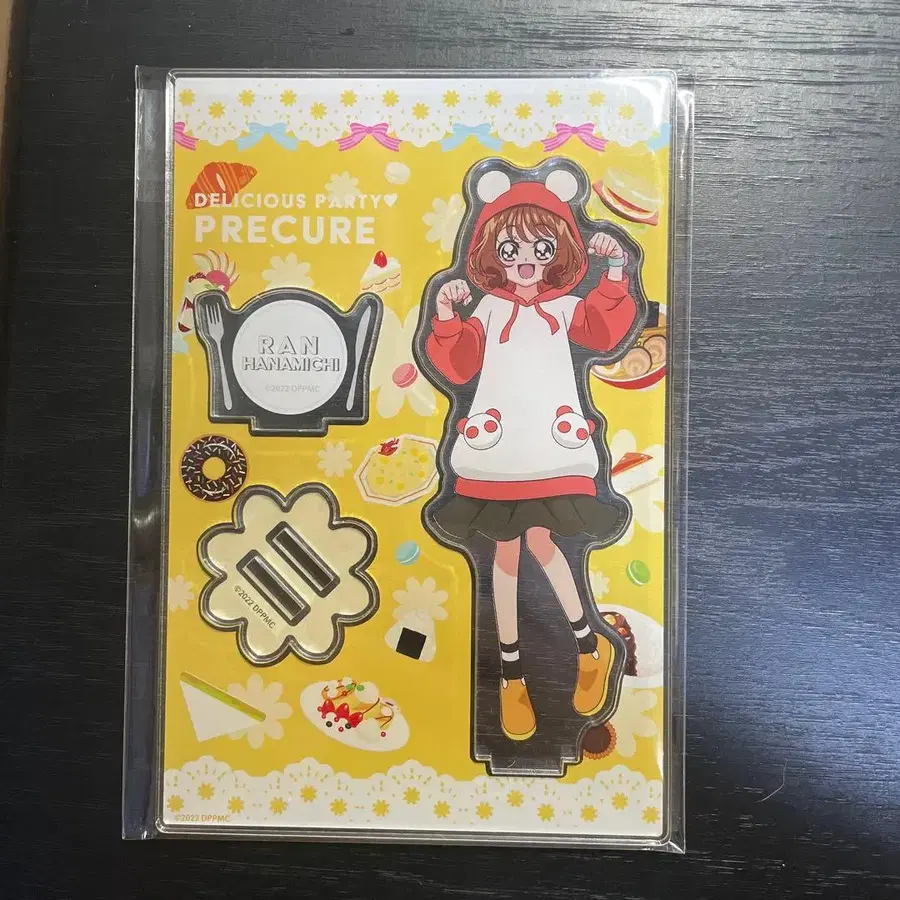 DELICIOUS PARTY♥
PRECURE
RAN
HANAMICHI
©2022 DPPMC
©2022 DPPMC
©2022 DPPMC